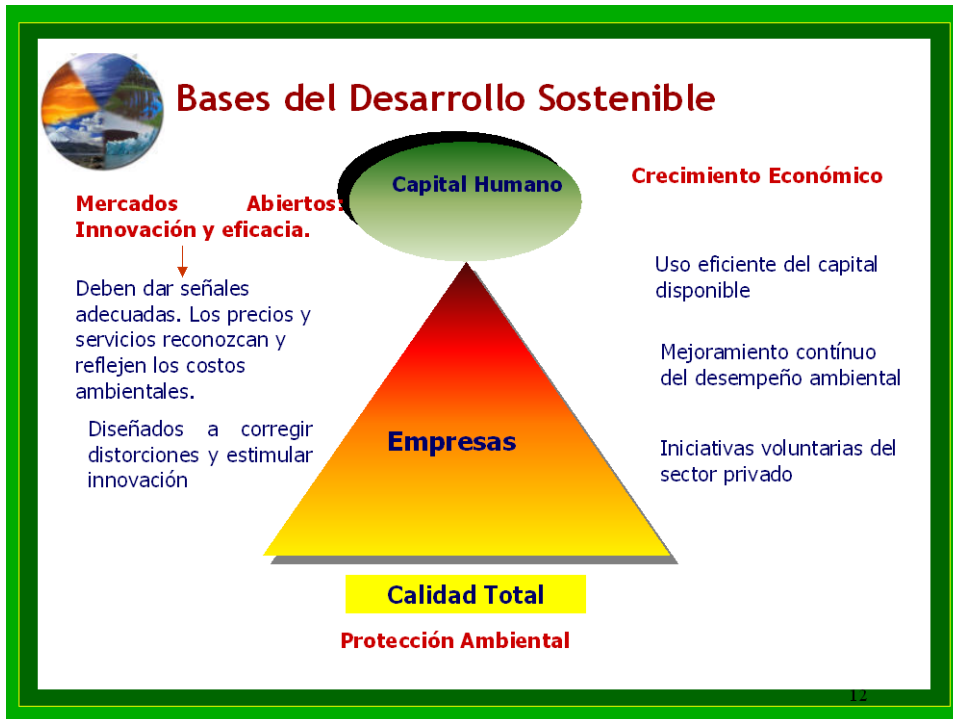 Bases del Desarrollo Sostenible
Capital Humano
Crecimiento Económico
Mercados Abiertos:
Innovación y eficacia.
Deben dar señales
adecuadas. Los precios y
servicios reconozcan y
reflejen los costos
ambientales.
Diseñados a corregir
distorciones y estimular
innovación
Uso eficiente del capital
disponible
Mejoramiento contínuo
del desempeño ambiental
Iniciativas voluntarias del
sector privado
Empresas
Calidad Total
Protección Ambiental
12